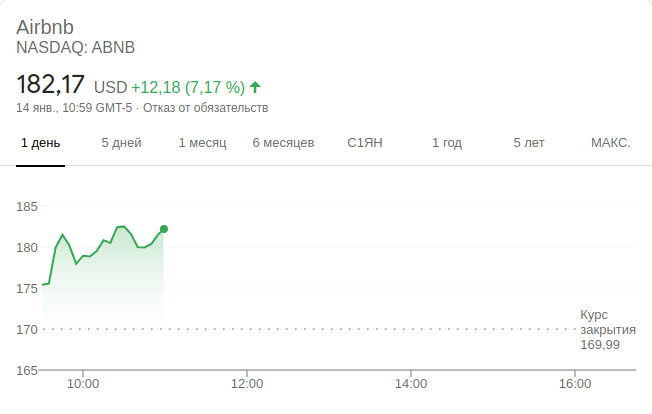 Airbnb
NASDAQ: ABNB
182,17 USD +12,18 (7,17 %)
14 янв., 10:59 GMT-5 · Отказ от обязательств
1 день 5 дней 1 месяц 6 месяцев С1ЯН 1 год 5 лет МАКС.
185
180
175
170
165
Курс
закрытия
169,99
10:00 12:00 14:00 16:00